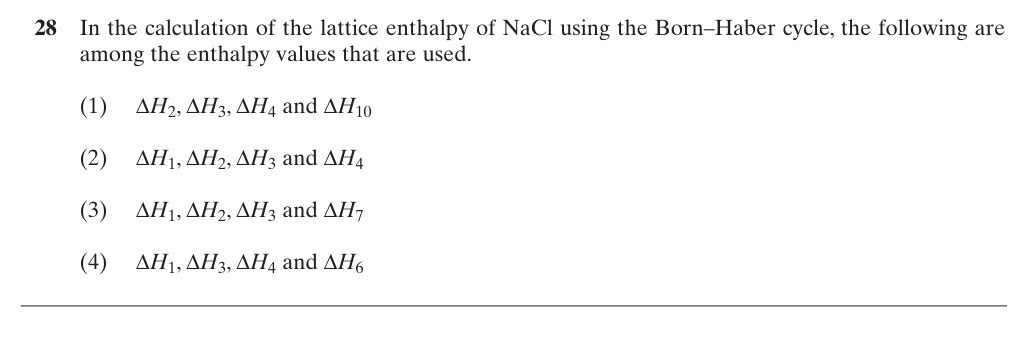 28 In the calculation of the lattice enthalpy of NaCl using the Born–Haber cycle, the following are
among the enthalpy values that are used.
(1) ΔH₂, ΔH₃, ΔH₄ and ΔH₁₀
(2) ΔH₁, ΔH₂, ΔH₃ and ΔH₄
(3) ΔH₁, ΔH₂, ΔH₃ and ΔH₇
(4) ΔH₁, ΔH₃, ΔH₄ and ΔH₆